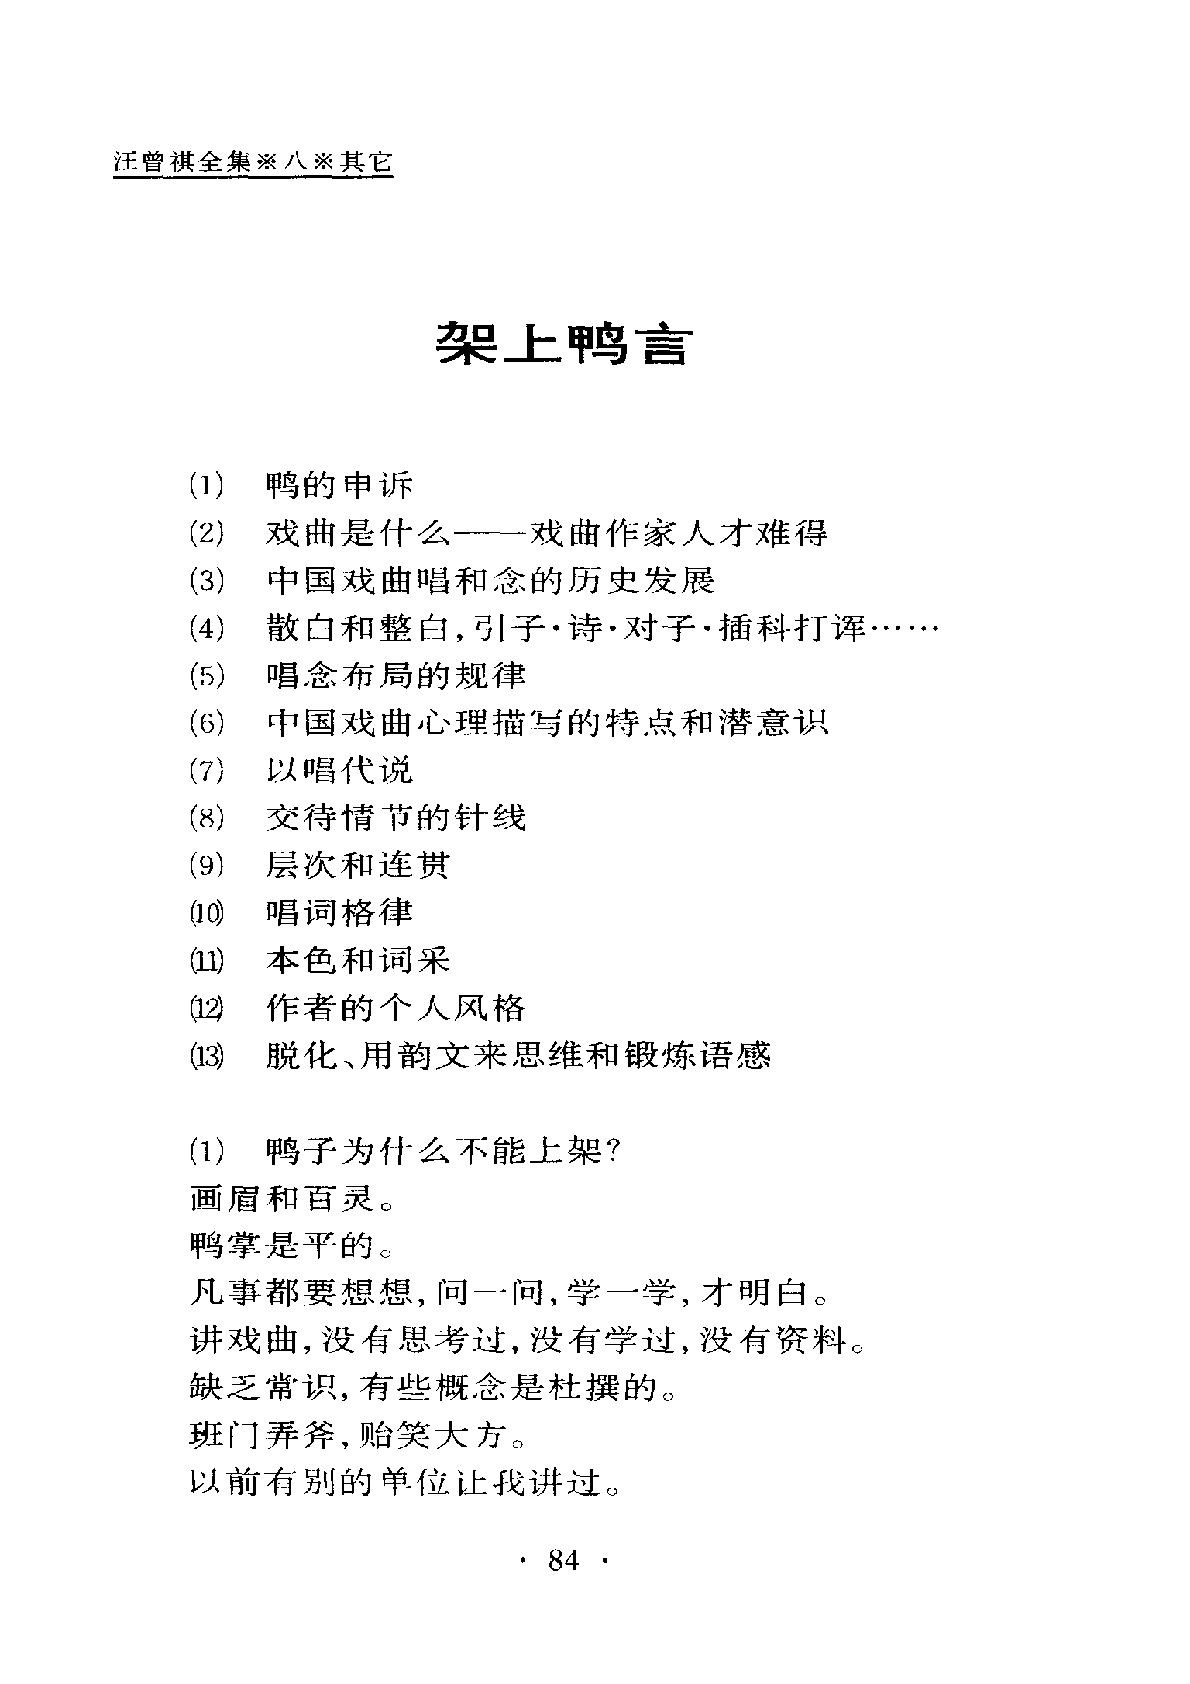 汪曾祺全集※八※其它
架上鸭言
(1) 鸭的申诉
(2) 戏曲是什么——戏曲作家人才难得
(3) 中国戏曲唱和念的历史发展
(4) 散白和整白,引子·诗·对子·插科打诨……
(5) 唱念布局的规律
(6) 中国戏曲心理描写的特点和潜意识
(7) 以唱代说
(8) 交待情节的针线
(9) 层次和连贯
(10) 唱词格律
(11) 本色和词采
(12) 作者的个人风格
(13) 脱化、用韵文来思维和锻炼语感
(1) 鸭子为什么不能上架?
画眉和百灵。
鸭掌是平的。
凡事都要想想,问一问,学一学,才明白。
讲戏曲,没有思考过,没有学过,没有资料。
缺乏常识,有些概念是杜撰的。
班门弄斧,贻笑大方。
以前有别的单位让我讲过。
· 84 ·